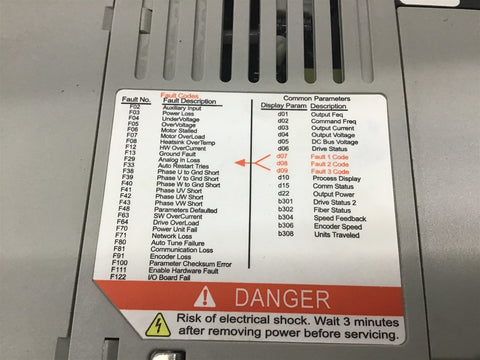 Fault Codes
Fault No. Fault Description
F02 Auxiliary Input
F03 Power Loss
F04 UnderVoltage
F05 OverVoltage
F06 Motor Stalled
F07 Motor OverLoad
F08 Heatsink OverTemp
F12 HW OverCurrent
F13 Ground Fault
F29 Analog In Loss
F33 Auto Restart Tries
F38 Phase U to Gnd Short
F39 Phase V to Gnd Short
F40 Phase W to Gnd Short
F41 Phase UV Short
F42 Phase UW Short
F43 Phase VW Short
F48 Parameters Defaulted
F63 SW OverCurrent
F64 Drive OverLoad
F70 Power Unit Fail
F71 Network Loss
F80 Auto Tune Failure
F81 Communication Loss
F91 Encoder Loss
F100 Parameter Checksum Error
F111 Enable Hardware Fault
F122 I/O Board Fail
Common Parameters
Display Param Description
d01 Output Feq
d02 Command Freq
d03 Output Current
d04 Output Voltage
d05 DC Bus Voltage
d06 Drive Status
d07 Fault 1 Code
d08 Fault 2 Code
d09 Fault 3 Code
d10 Process Display
d15 Comm Status
d22 Output Power
b301 Drive Status 2
b302 Fiber Status
b304 Speed Feedback
b306 Encoder Speed
b308 Units Traveled
DANGER
Risk of electrical shock. Wait 3 minutes
after removing power before servicing.